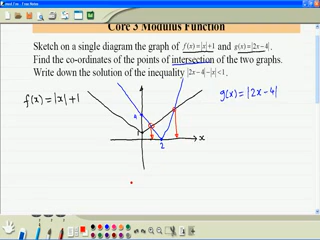 Core 3 Modulus Function
Sketch on a single diagram the graph of f(x)=|x|+1 and g(x)=|2x-4|.
Find the co-ordinates of the points of intersection of the two graphs.
Write down the solution of the inequality |2x-4|-|x|<1.
f(x) = |x|+1
g(x) = |2x-4|
4
1
2
x